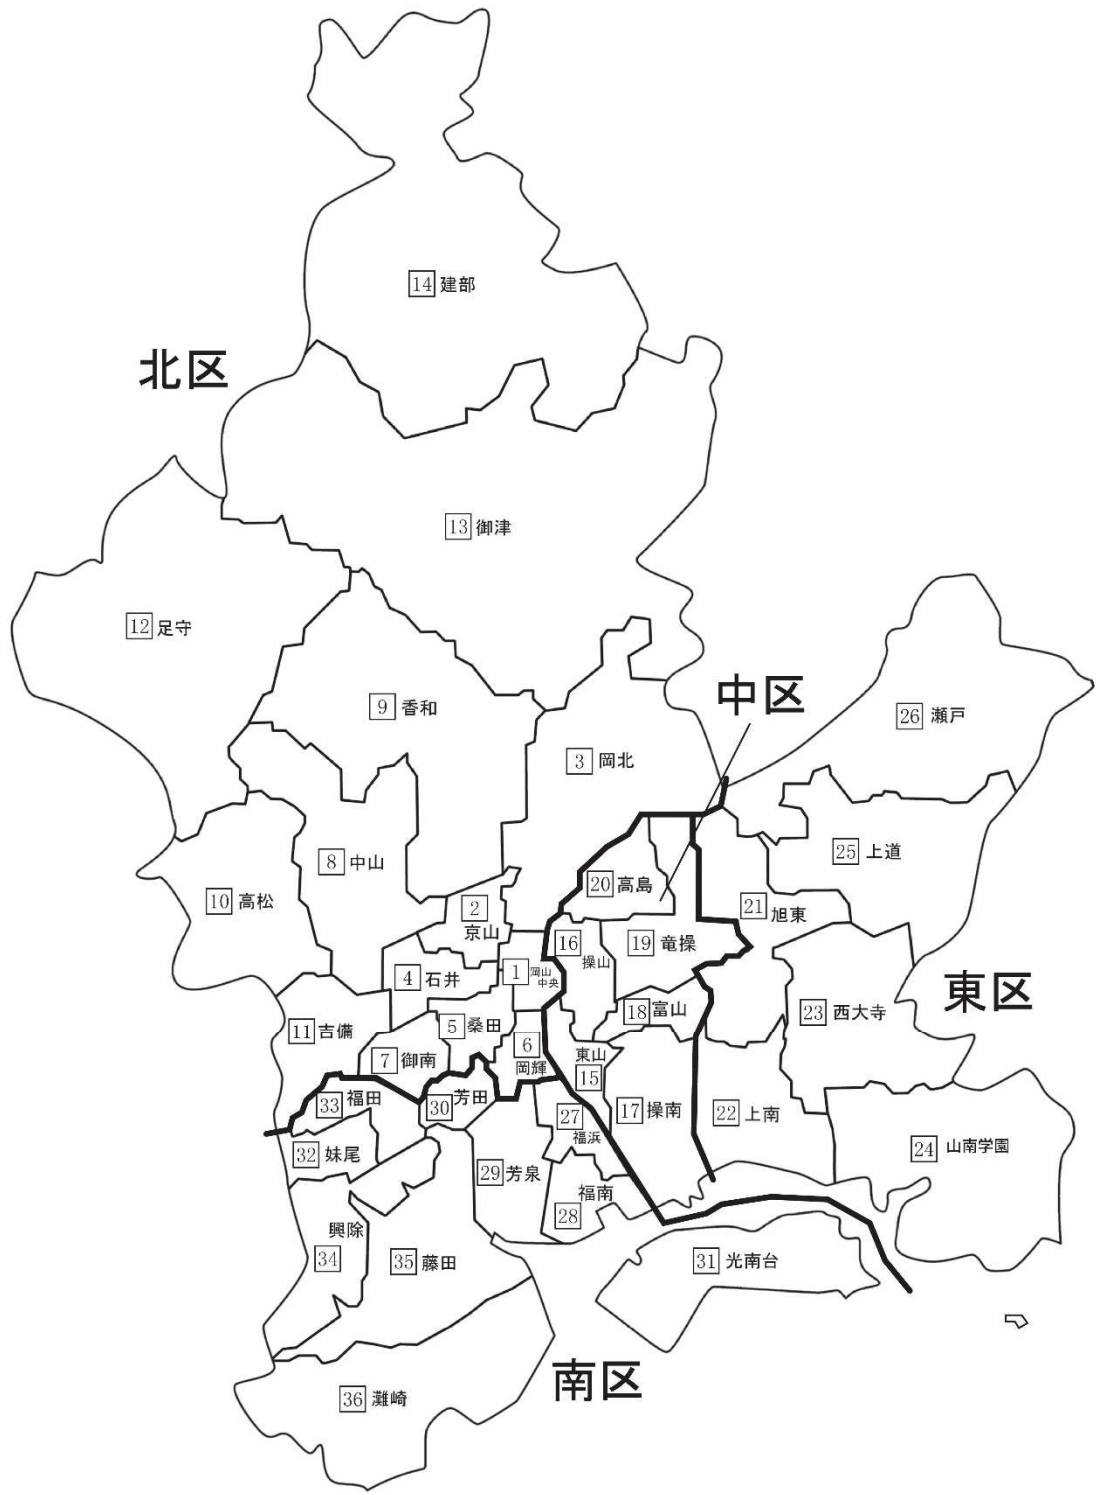 14 建部
北区
13 御津
12 足守
中区
9 香和
26 瀬戸
3 岡北
8 中山
25 上道
20 高島
10 高松
2
京山
21 旭東
16 操山
19 竜操
4 石井
1 岡山
中央
東区
18 富山
23 西大寺
11 吉備
5 桑田
6
岡輝
7 御南
東山
15
33 福田
30 芳田
27
福浜
17 操南
22 上南
32 妹尾
24 山南学園
29 芳泉
福南
28
興除
34
35 藤田
31 光南台
南区
36 灘崎